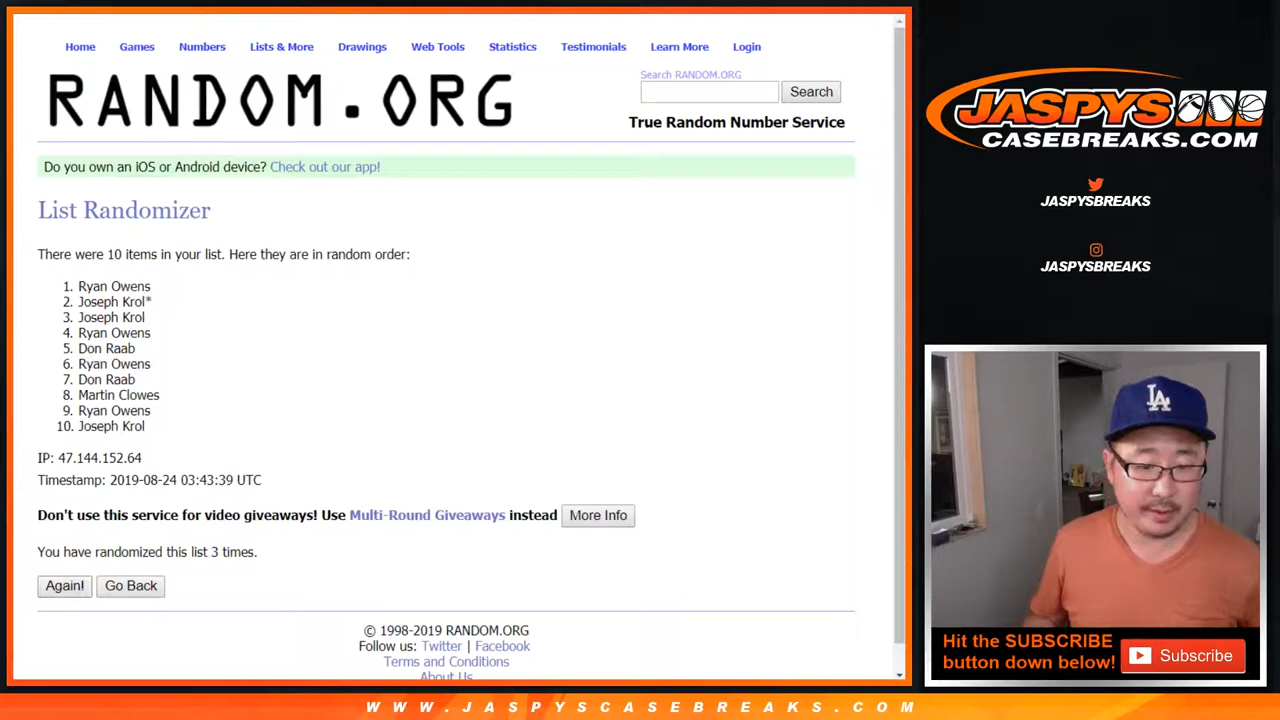 Home Games Numbers Lists & More Drawings Web Tools Statistics Testimonials Learn More Login
RANDOM.ORG
Search RANDOM.ORG
Search
True Random Number Service
Do you own an iOS or Android device? Check out our app!
List Randomizer
There were 10 items in your list. Here they are in random order:
1. Ryan Owens
2. Joseph Krol*
3. Joseph Krol
4. Ryan Owens
5. Don Raab
6. Ryan Owens
7. Don Raab
8. Martin Clowes
9. Ryan Owens
10. Joseph Krol
IP: 47.144.152.64
Timestamp: 2019-08-24 03:43:39 UTC
Don't use this service for video giveaways! Use Multi-Round Giveaways instead More Info
You have randomized this list 3 times.
Again! Go Back
© 1998-2019 RANDOM.ORG
Follow us: Twitter | Facebook
Terms and Conditions
About Us
JASPYS
CASEBREAKS.COM
JASPYSBREAKS
JASPYSBREAKS
LA
Hit the SUBSCRIBE
button down below!
Subscribe
WWW.JASPYSCASEBREAKS.COM